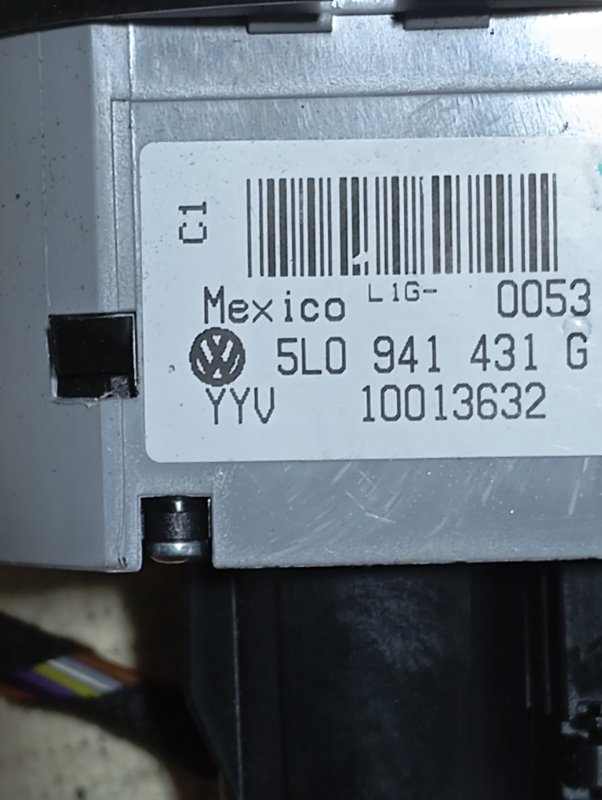 C1
Mexico L1G- 0053
5L0 941 431 G
YYV 10013632